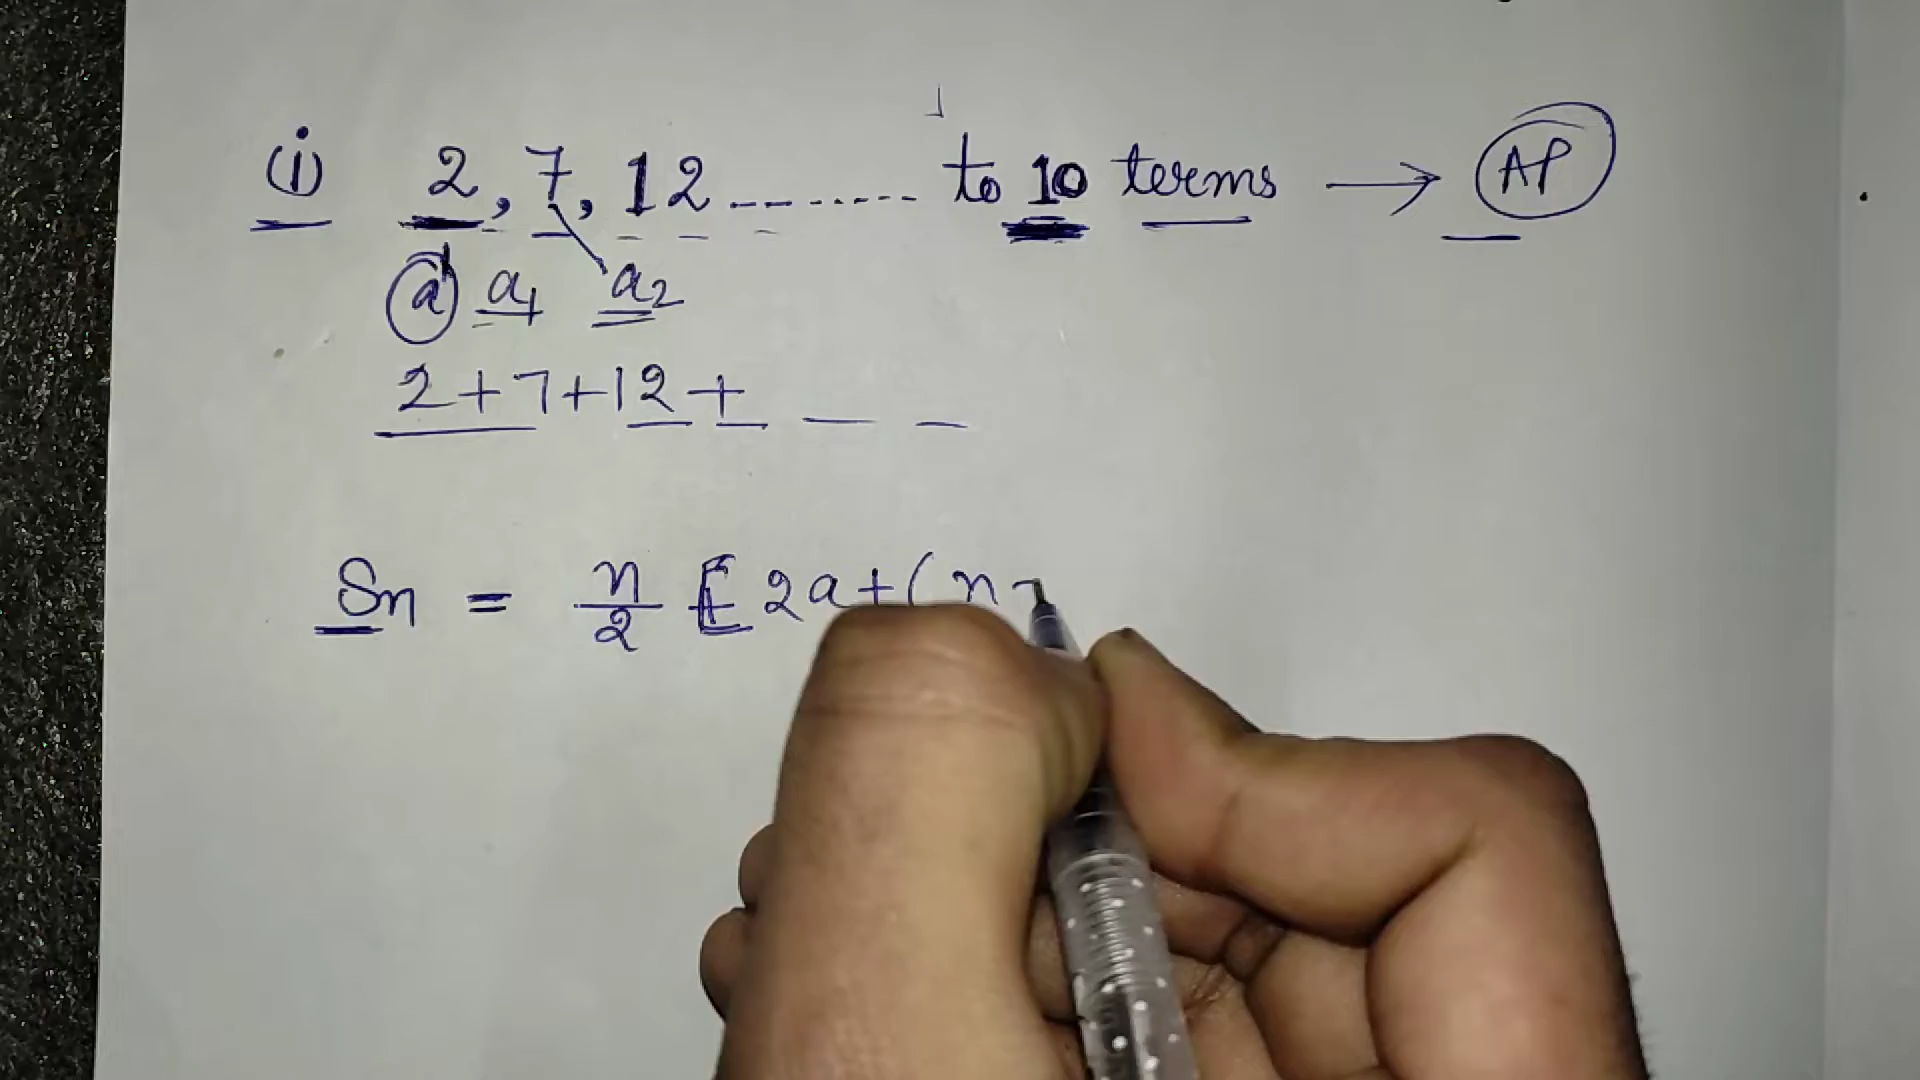 (i) 2, 7, 12 --------- to 10 terms → AP
a a1 a2
2+7+12+ _ _
Sn = n/2 [2a+(n-